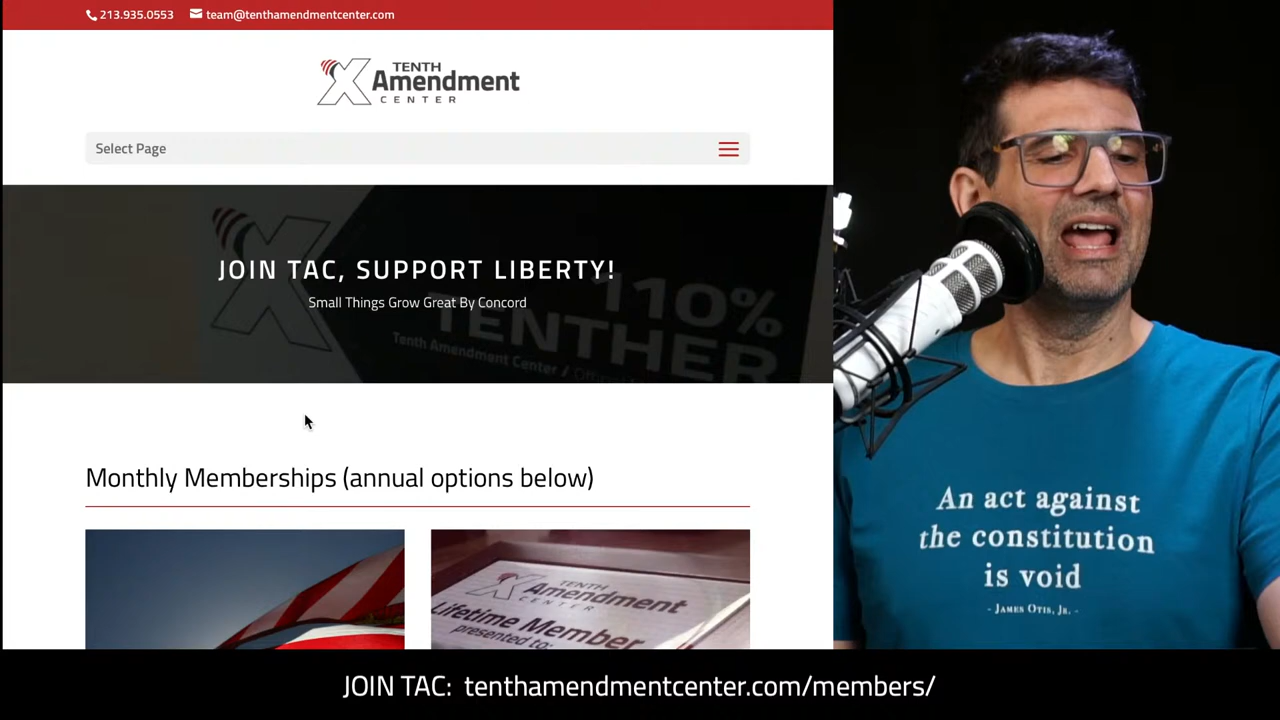 213.935.0553
team@tenthamendmentcenter.com
TENTH
Amendment
CENTER
Select Page
JOIN TAC, SUPPORT LIBERTY!
Small Things Grow Great By Concord
110%
TENTHER
Tenth Amendment Center /
Monthly Memberships (annual options below)
TENTH
Amendment
CENTER
Lifetime Member
presented to:
An act against
the constitution
is void
- James Otis, Jr. -
JOIN TAC: tenthamendmentcenter.com/members/